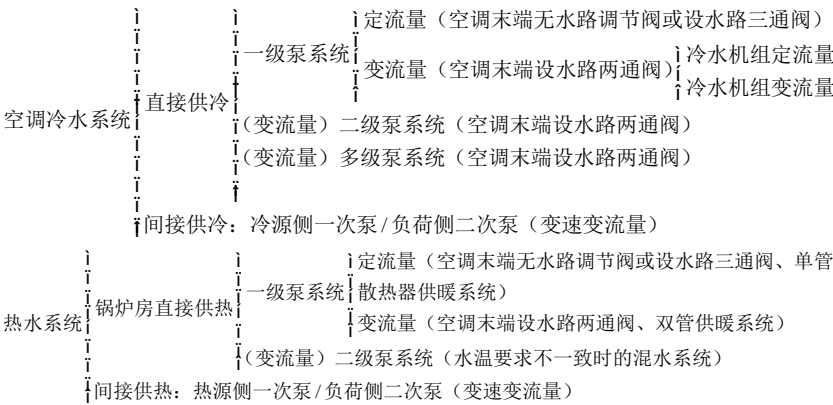 定流量（空调末端无水路调节阀或设水路三通阀）
一级泵系统
变流量（空调末端设水路两通阀）
冷水机组定流量
冷水机组变流量
空调冷水系统
直接供冷
（变流量）二级泵系统（空调末端设水路两通阀）
（变流量）多级泵系统（空调末端设水路两通阀）
间接供冷：冷源侧一次泵/负荷侧二次泵（变速变流量）
定流量（空调末端无水路调节阀或设水路三通阀、单管
散热器供暖系统）
锅炉房直接供热
一级泵系统
变流量（空调末端设水路两通阀、双管供暖系统）
热水系统
（变流量）二级泵系统（水温要求不一致时的混水系统）
间接供热：热源侧一次泵/负荷侧二次泵（变速变流量）